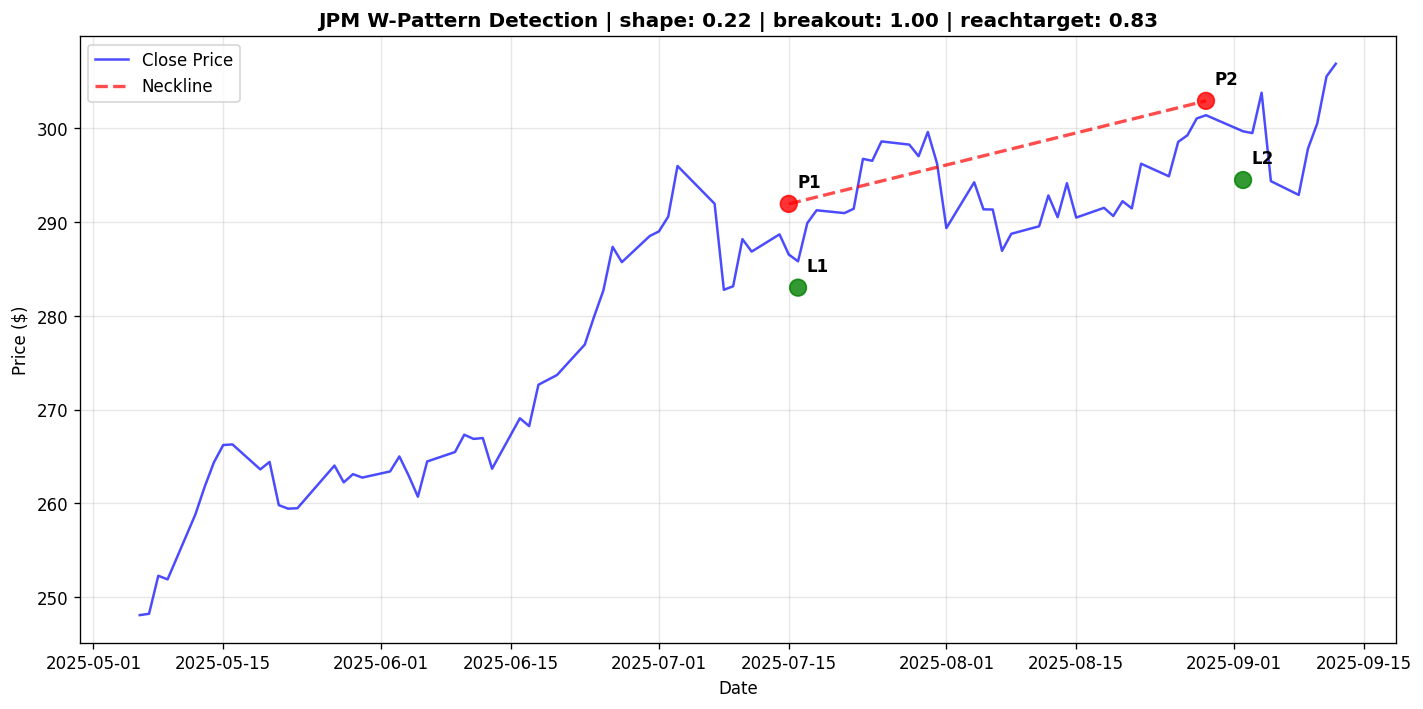 JPM W-Pattern Detection | shape: 0.22 | breakout: 1.00 | reachtarget: 0.83
Close Price
Neckline
P2
P1
L2
L1
Price ($)
300
290
280
270
260
250
2025-05-01 2025-05-15 2025-06-01 2025-06-15 2025-07-01 2025-07-15 2025-08-01 2025-08-15 2025-09-01 2025-09-15
Date